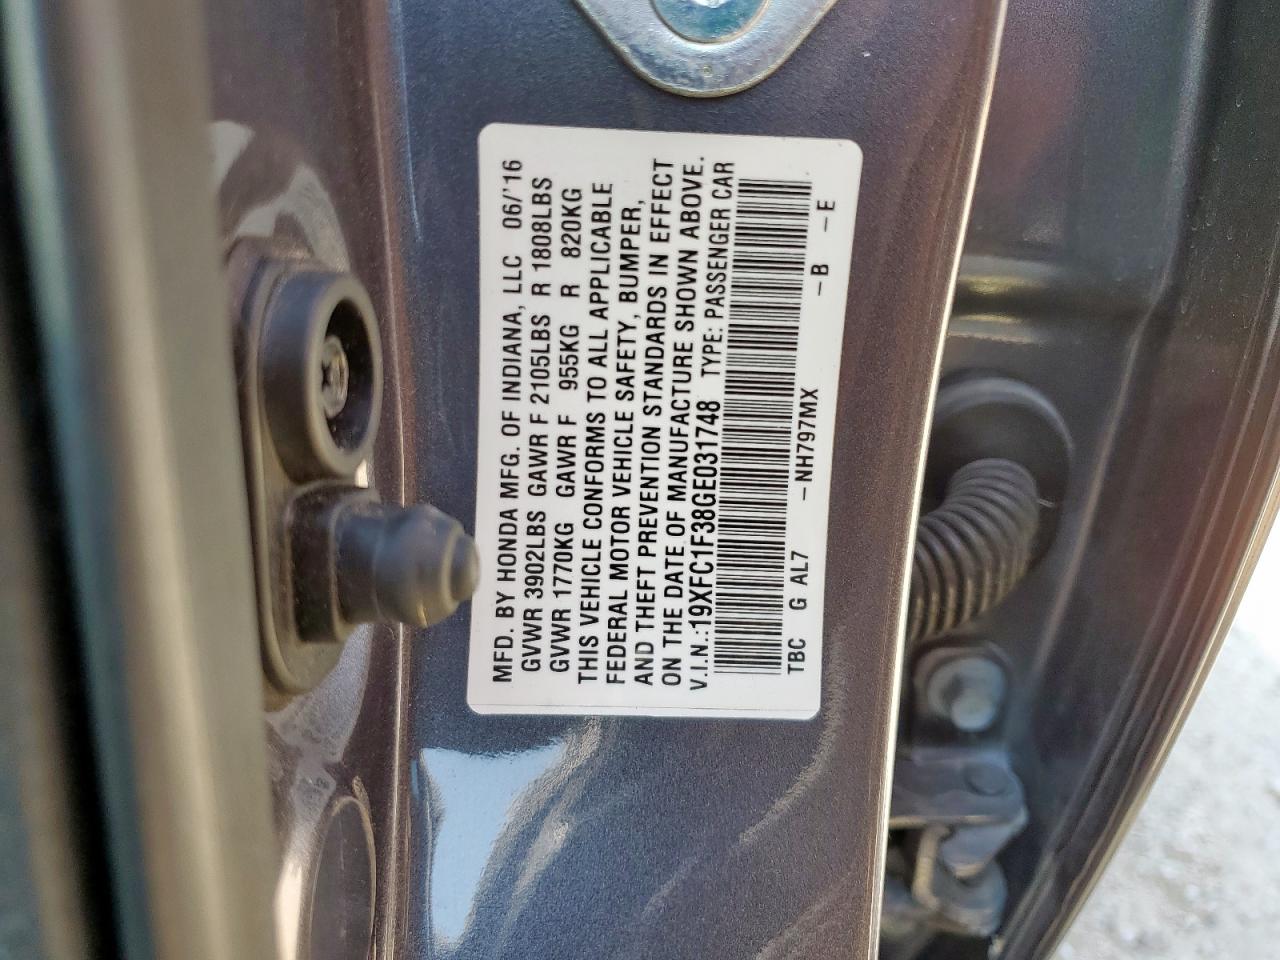 MFD. BY HONDA MFG. OF INDIANA, LLC 06/'16
GVWR 3902LBS GAWR F 2105LBS R 1808LBS
GVWR 1770KG GAWR F 955KG R 820KG
THIS VEHICLE CONFORMS TO ALL APPLICABLE
FEDERAL MOTOR VEHICLE SAFETY, BUMPER,
AND THEFT PREVENTION STANDARDS IN EFFECT
ON THE DATE OF MANUFACTURE SHOWN ABOVE.
V.I.N.:19XFC1F38GE031748 TYPE: PASSENGER CAR
TBC G AL7 –NH797MX –B –E